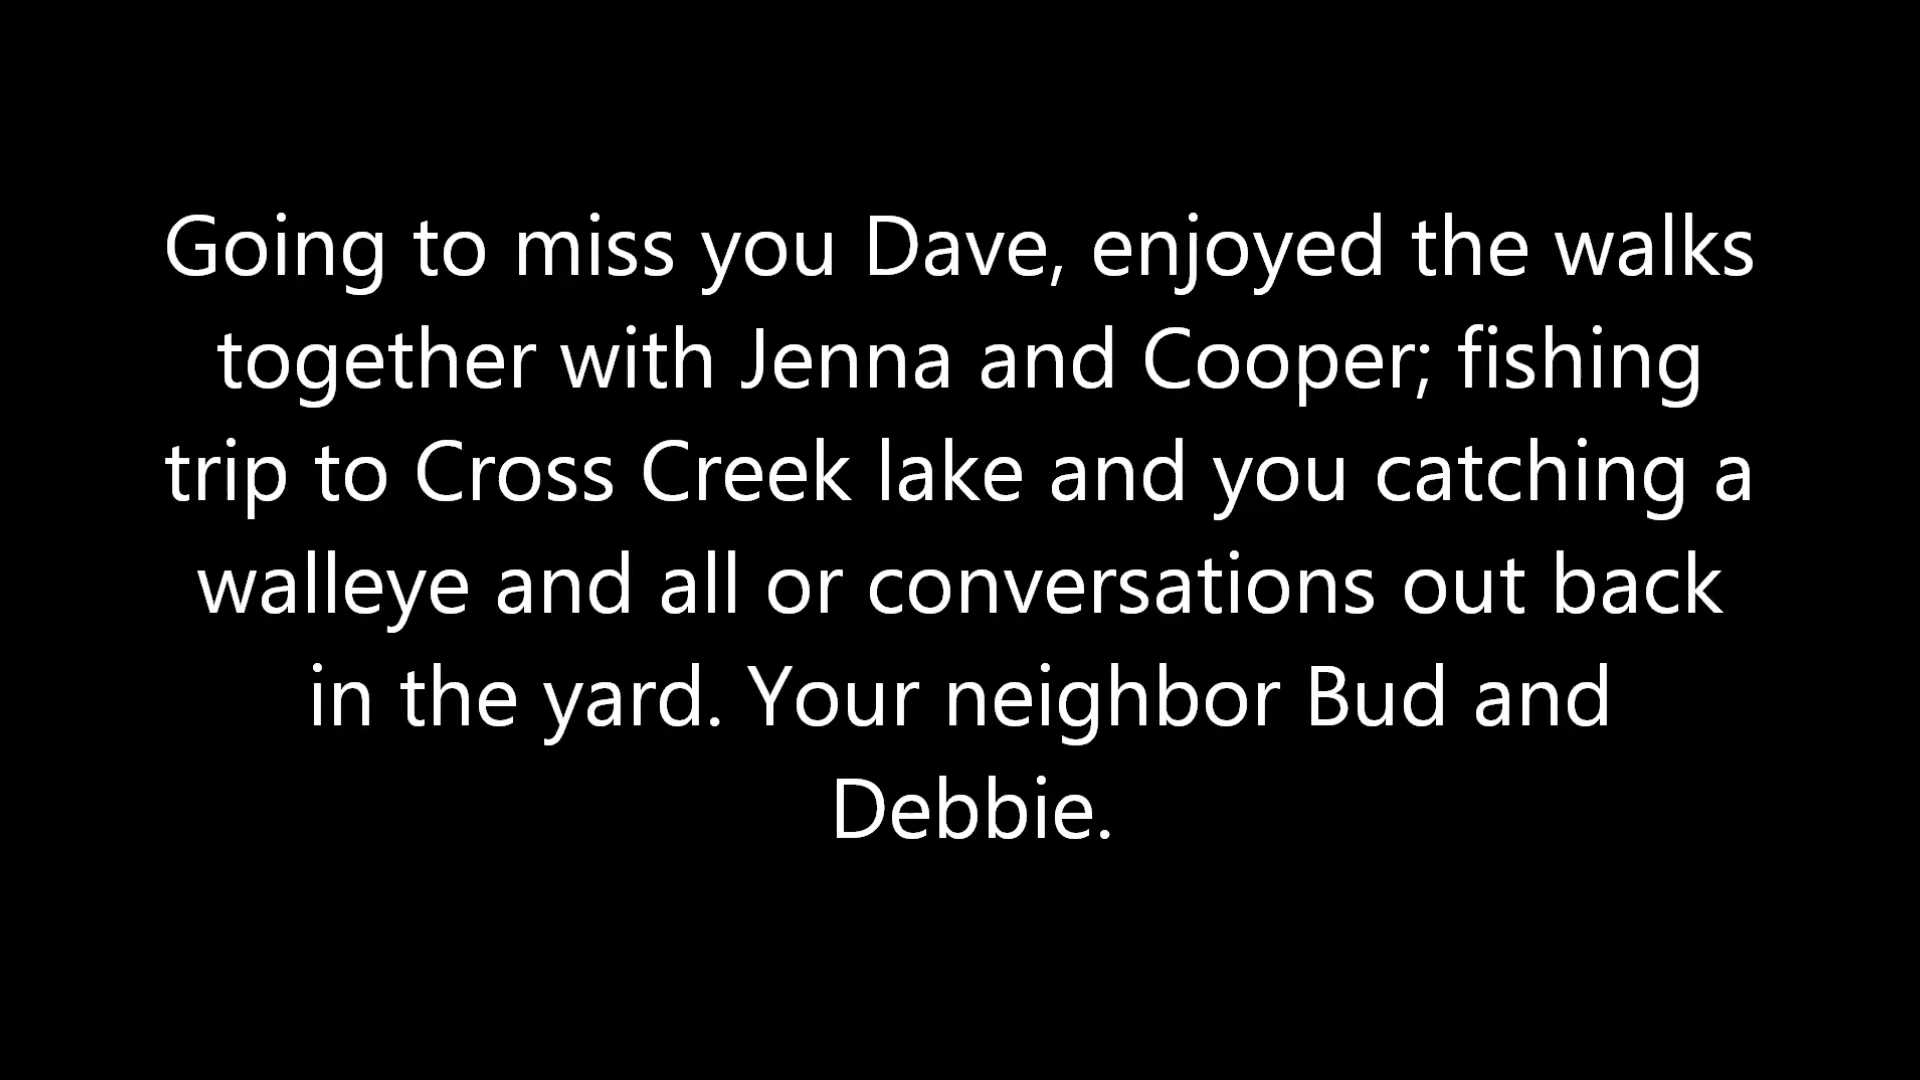 Going to miss you Dave, enjoyed the walks
together with Jenna and Cooper; fishing
trip to Cross Creek lake and you catching a
walleye and all or conversations out back
in the yard. Your neighbor Bud and
Debbie.